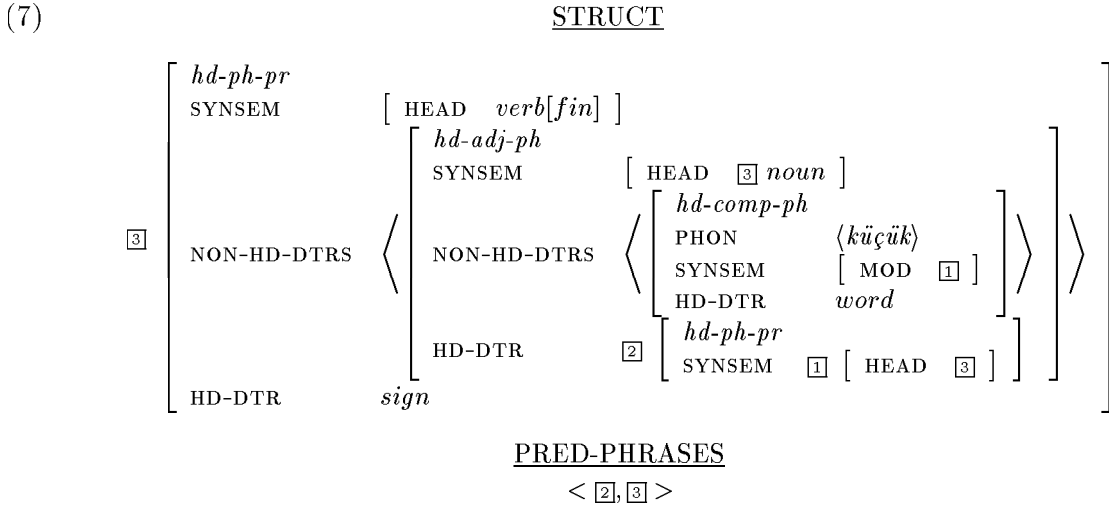 (7) STRUCT
hd-ph-pr
SYNSEM [ HEAD verb[fin] ]
hd-adj-ph
SYNSEM [ HEAD 3 noun ]
hd-comp-ph
3 NON-HD-DTRS ⟨ NON-HD-DTRS ⟨ PHON ⟨küçük⟩ ⟩ ⟩
SYNSEM [ MOD 1 ]
HD-DTR word
hd-ph-pr
HD-DTR 2
SYNSEM 1 [ HEAD 3 ]
HD-DTR sign
PRED-PHRASES
< 2, 3 >